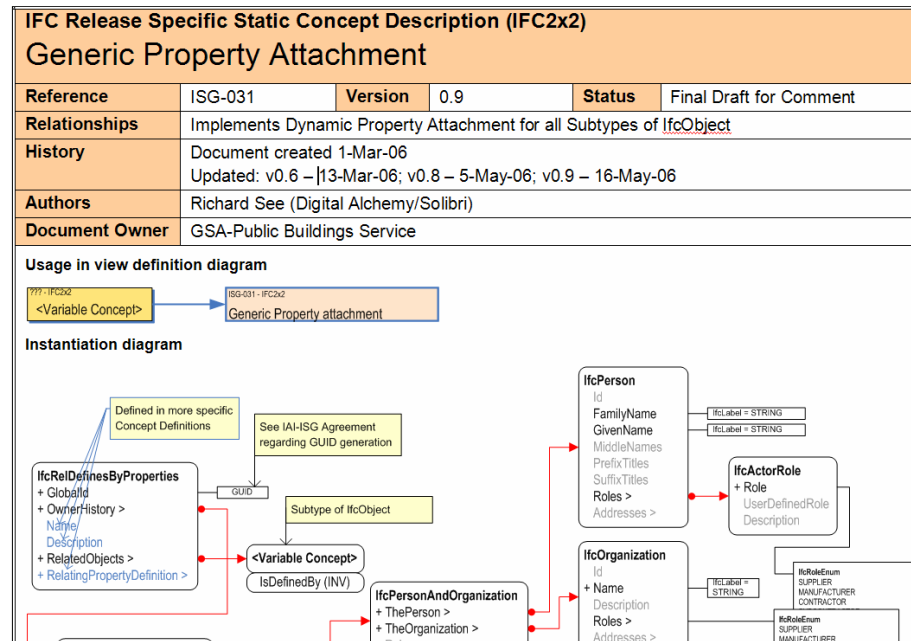 IFC Release Specific Static Concept Description (IFC2x2)
Generic Property Attachment
Reference ISG-031 Version 0.9 Status Final Draft for Comment
Relationships Implements Dynamic Property Attachment for all Subtypes of IfcObject
History Document created 1-Mar-06
Updated: v0.6 – 13-Mar-06; v0.8 – 5-May-06; v0.9 – 16-May-06
Authors Richard See (Digital Alchemy/Solibri)
Document Owner GSA-Public Buildings Service
Usage in view definition diagram
??? - IFC2x2
<Variable Concept>
ISG-031 - IFC2x2
Generic Property attachment
Instantiation diagram
Defined in more specific
Concept Definitions
See IAI-ISG Agreement
regarding GUID generation
IfcRelDefinesByProperties
+ GlobalId
+ OwnerHistory >
Name
Description
+ RelatedObjects >
+ RelatingPropertyDefinition >
GUID
Subtype of IfcObject
<Variable Concept>
IsDefinedBy (INV)
IfcPersonAndOrganization
+ ThePerson >
+ TheOrganization >
IfcPerson
Id
FamilyName
GivenName
MiddleNames
PrefixTitles
SuffixTitles
Roles >
Addresses >
IfcLabel = STRING
IfcLabel = STRING
IfcActorRole
+ Role
UserDefinedRole
Description
IfcOrganization
Id
+ Name
Description
Roles >
Addresses >
IfcLabel =
STRING
IfcRoleEnum
SUPPLIER
MANUFACTURER
CONTRACTOR
IfcRoleEnum
SUPPLIER
MANUFACTURER